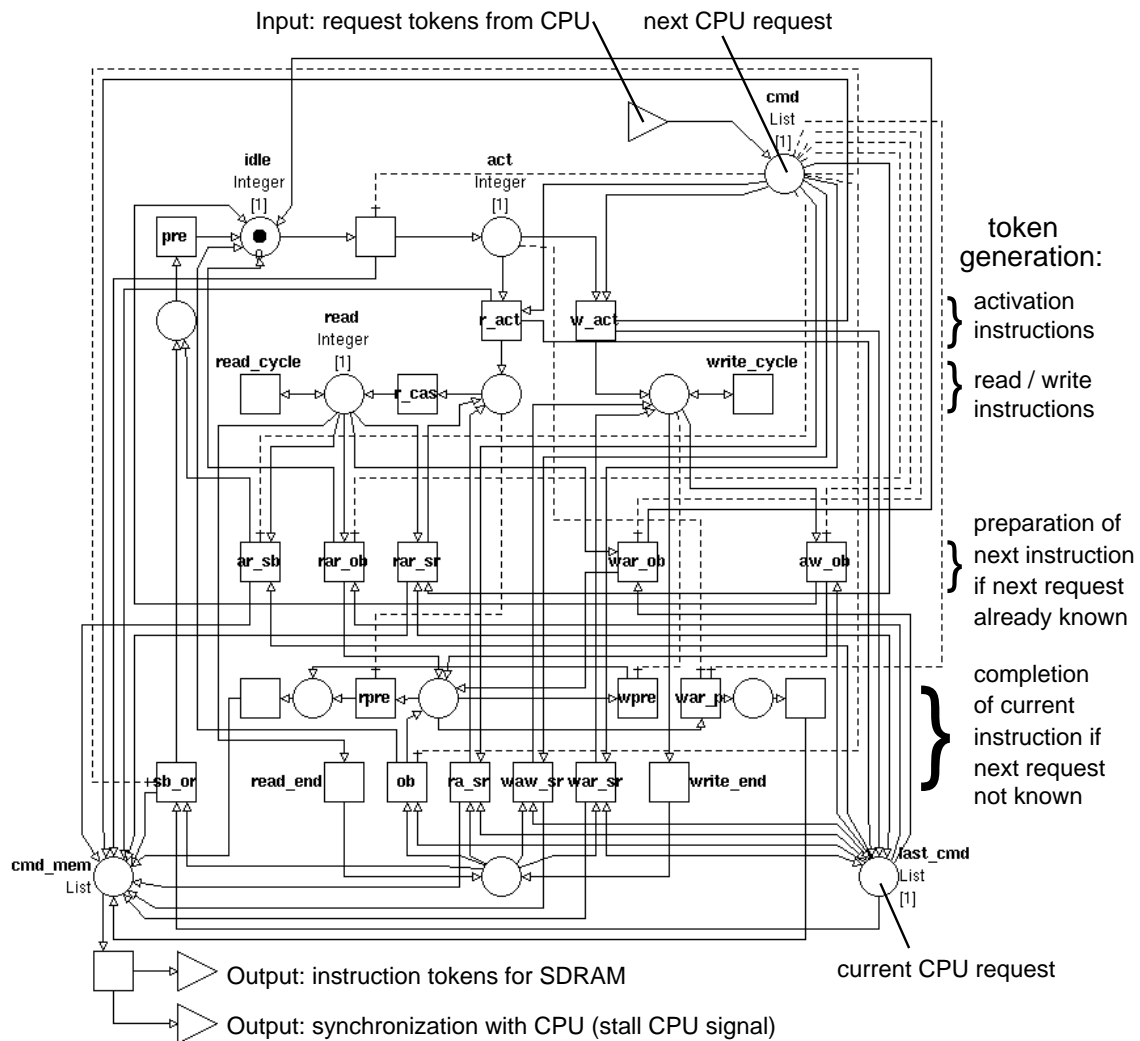 Input: request tokens from CPU
next CPU request
cmd
List
[1]
idle
Integer
[1]
act
Integer
[1]
pre
token
generation:
r_act
w_act
activation
instructions
read
Integer
[1]
read_cycle
r_cas
write_cycle
read / write
instructions
ar_sb
rar_ob
rar_sr
war_ob
aw_ob
preparation of
next instruction
if next request
already known
rpre
wpre
war_p
completion
of current
instruction if
next request
not known
sb_or
read_end
ob
ra_sr
waw_sr
war_sr
write_end
cmd_mem
List
last_cmd
List
[1]
current CPU request
Output: instruction tokens for SDRAM
Output: synchronization with CPU (stall CPU signal)